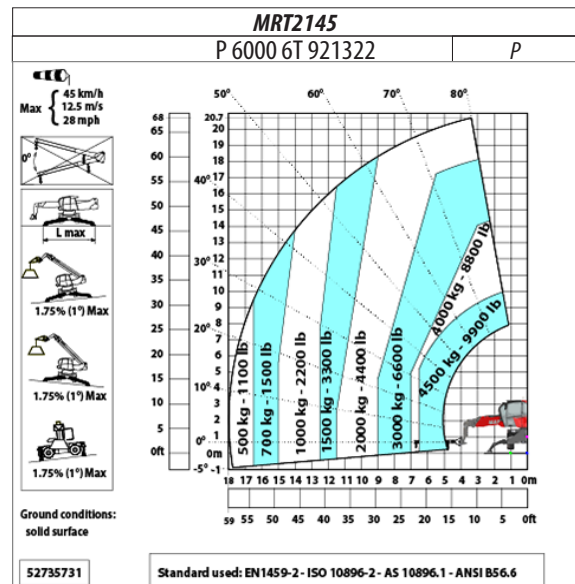 MRT2145
P 6000 6T 921322
P
Max { 45 km/h
12.5 m/s
28 mph
0°
L max
1.75% (1°) Max
1.75% (1°) Max
1.75% (1°) Max
Ground conditions:
solid surface
52735731
50°
60°
70°
80°
40°
30°
20°
10°
0°
-5°
68
65
60
55
50
45
40
35
30
25
20
15
10
5
0ft
20.7
20
19
18
17
16
15
14
13
12
11
10
9
8
7
6
5
4
3
2
1
0m
-1
500 kg - 1100 lb
700 kg - 1500 lb
1000 kg - 2200 lb
1500 kg - 3300 lb
2000 kg - 4400 lb
3000 kg - 6600 lb
4000 kg - 8800 lb
4500 kg - 9900 lb
18 17 16 15 14 13 12 11 10 9 8 7 6 5 4 3 2 1 0m
59 55 50 45 40 35 30 25 20 15 10 5 0ft
Standard used: EN1459-2 - ISO 10896-2 - AS 10896.1 - ANSI B56.6